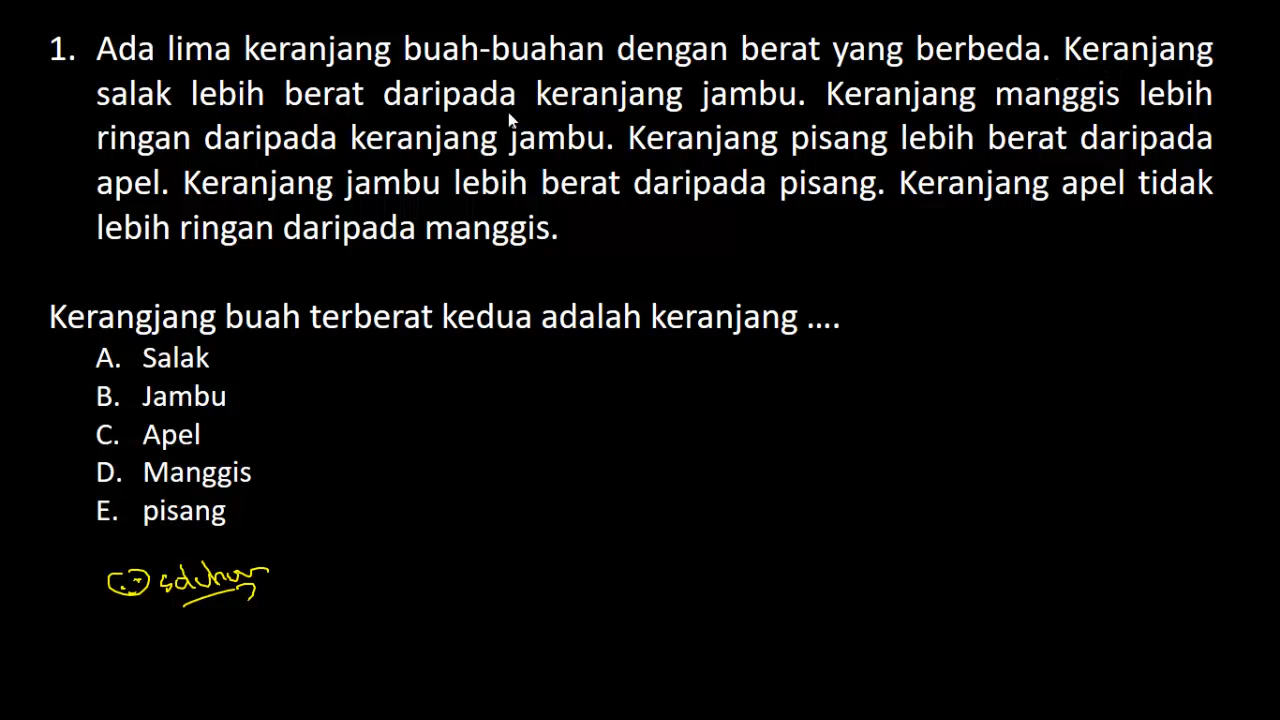 1. Ada lima keranjang buah-buahan dengan berat yang berbeda. Keranjang
salak lebih berat daripada keranjang jambu. Keranjang manggis lebih
ringan daripada keranjang jambu. Keranjang pisang lebih berat daripada
apel. Keranjang jambu lebih berat daripada pisang. Keranjang apel tidak
lebih ringan daripada manggis.
Kerangjang buah terberat kedua adalah keranjang ....
A. Salak
B. Jambu
C. Apel
D. Manggis
E. pisang